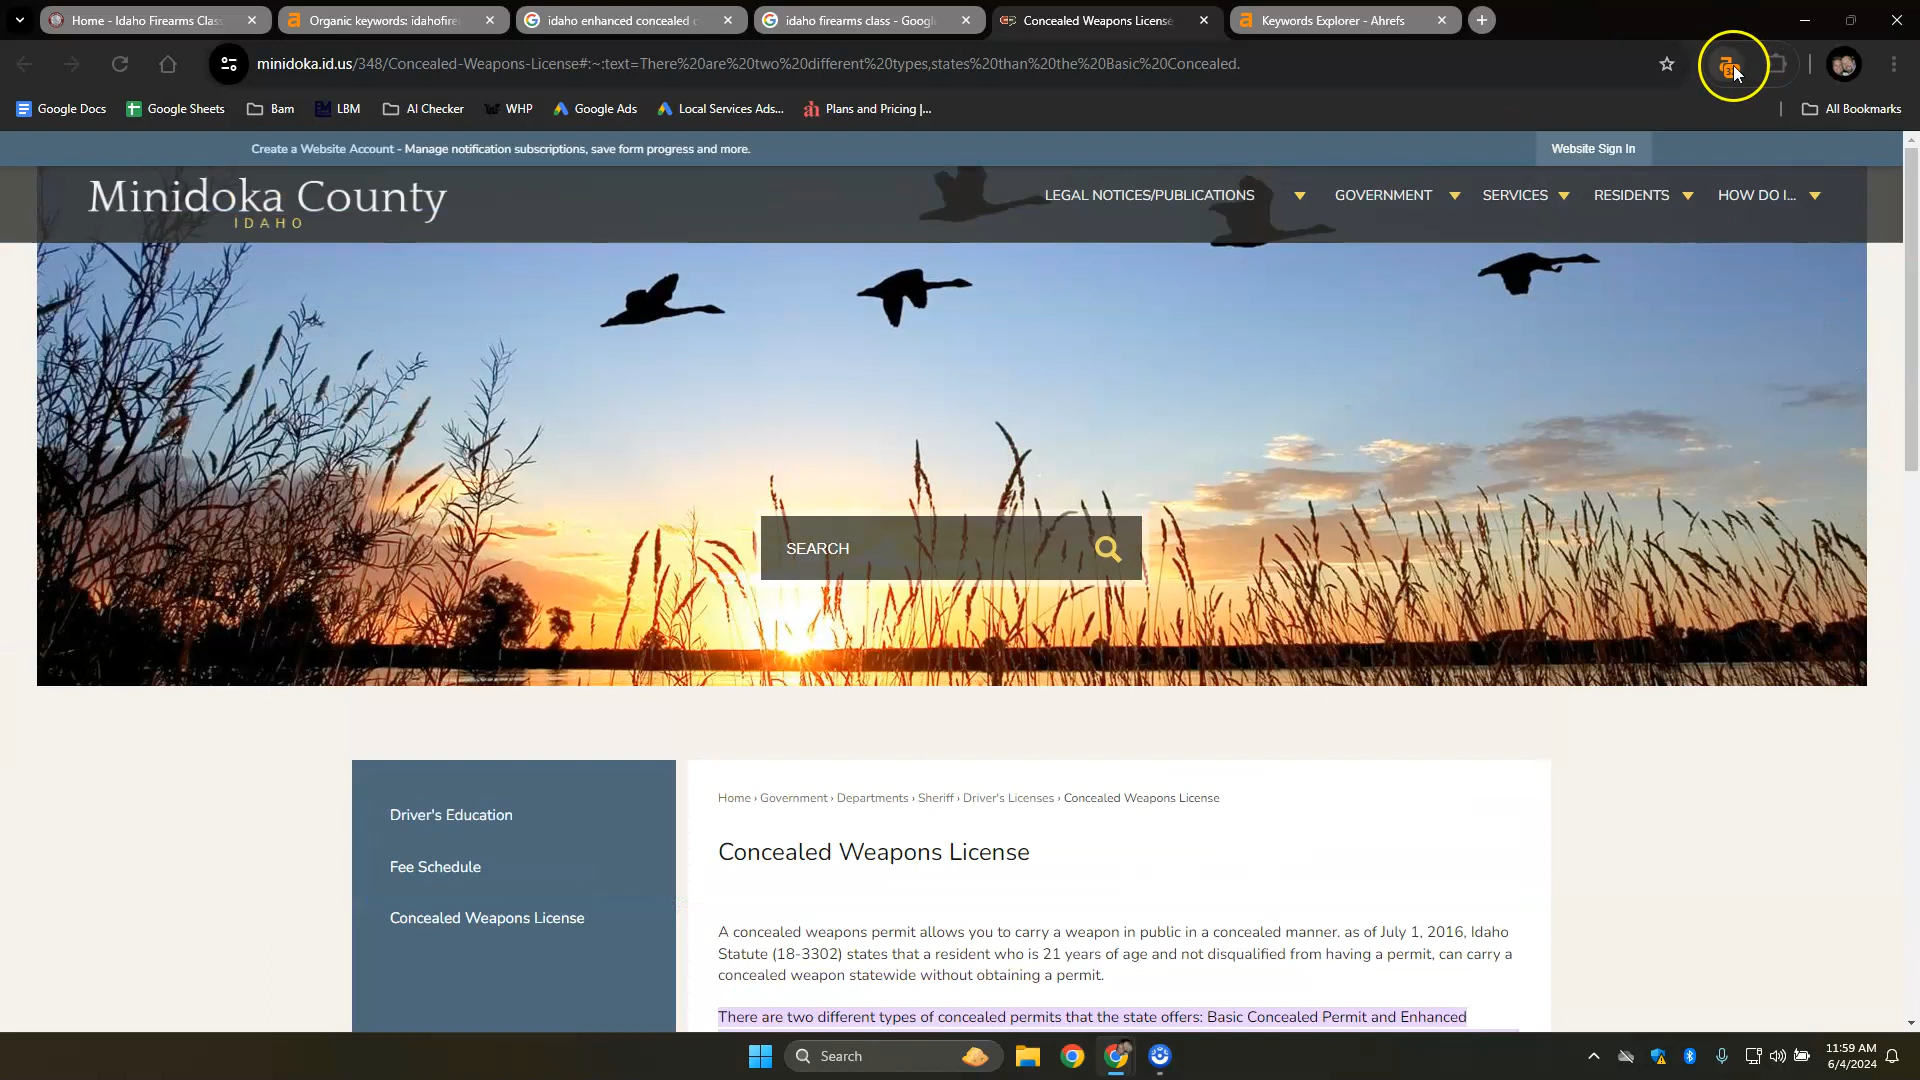 Home - Idaho Firearms Class
Organic keywords: idahofire
idaho enhanced concealed c
idaho firearms class - Googl
Concealed Weapons License
Keywords Explorer - Ahrefs
minidoka.id.us/348/Concealed-Weapons-License#:~:text=There%20are%20two%20different%20types,states%20than%20the%20Basic%20Concealed.
Google Docs
Google Sheets
Bam
LBM
AI Checker
WHP
Google Ads
Local Services Ads...
Plans and Pricing |...
All Bookmarks
Create a Website Account - Manage notification subscriptions, save form progress and more.
Website Sign In
Minidoka County
IDAHO
LEGAL NOTICES/PUBLICATIONS
GOVERNMENT
SERVICES
RESIDENTS
HOW DO I...
SEARCH
Driver's Education
Fee Schedule
Concealed Weapons License
Home › Government › Departments › Sheriff › Driver's Licenses › Concealed Weapons License
Concealed Weapons License
A concealed weapons permit allows you to carry a weapon in public in a concealed manner. as of July 1, 2016, Idaho
Statute (18-3302) states that a resident who is 21 years of age and not disqualified from having a permit, can carry a
concealed weapon statewide without obtaining a permit.
There are two different types of concealed permits that the state offers: Basic Concealed Permit and Enhanced
Search
11:59 AM
6/4/2024